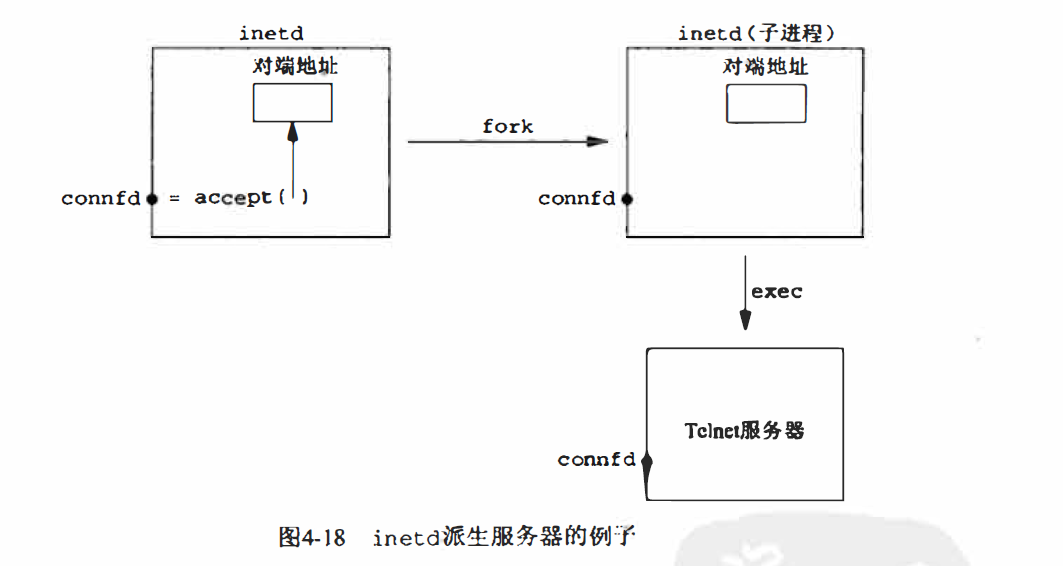 inetd
对端地址
connfd = accept( )
fork
inetd(子进程)
对端地址
connfd
exec
Telnet服务器
connfd
图4-18 inetd派生服务器的例子